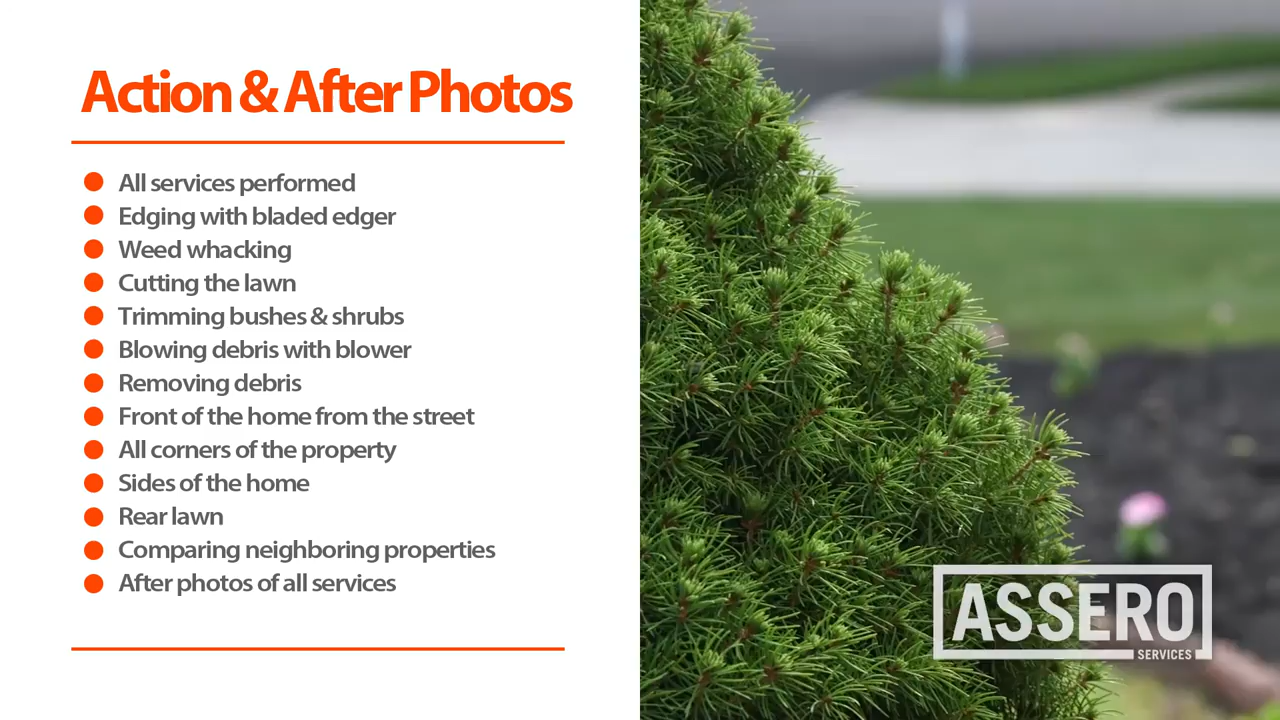 Action & After Photos
All services performed
Edging with bladed edger
Weed whacking
Cutting the lawn
Trimming bushes & shrubs
Blowing debris with blower
Removing debris
Front of the home from the street
All corners of the property
Sides of the home
Rear lawn
Comparing neighboring properties
After photos of all services
ASSERO
SERVICES